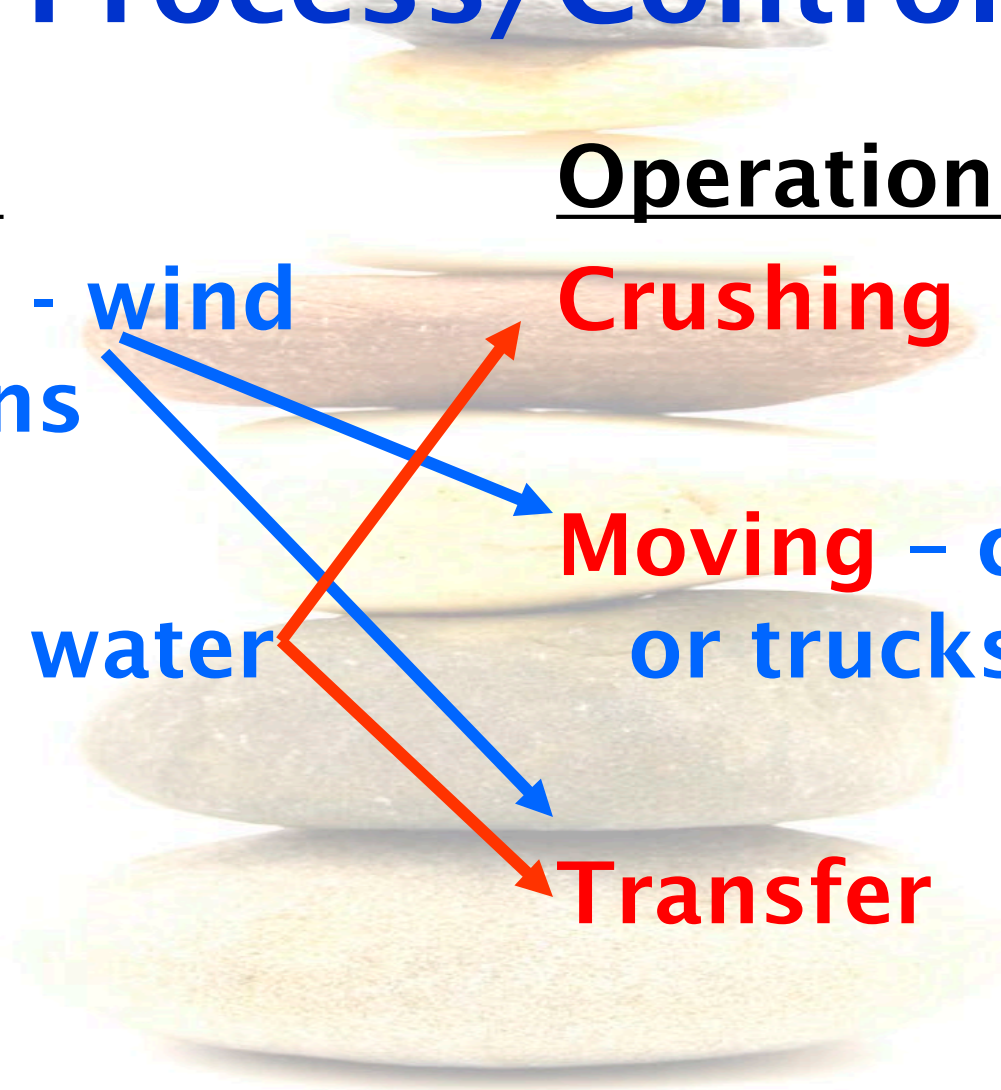 Process/Control
Operation
- wind
Crushing
ns
Moving –
or trucks
water
Transfer